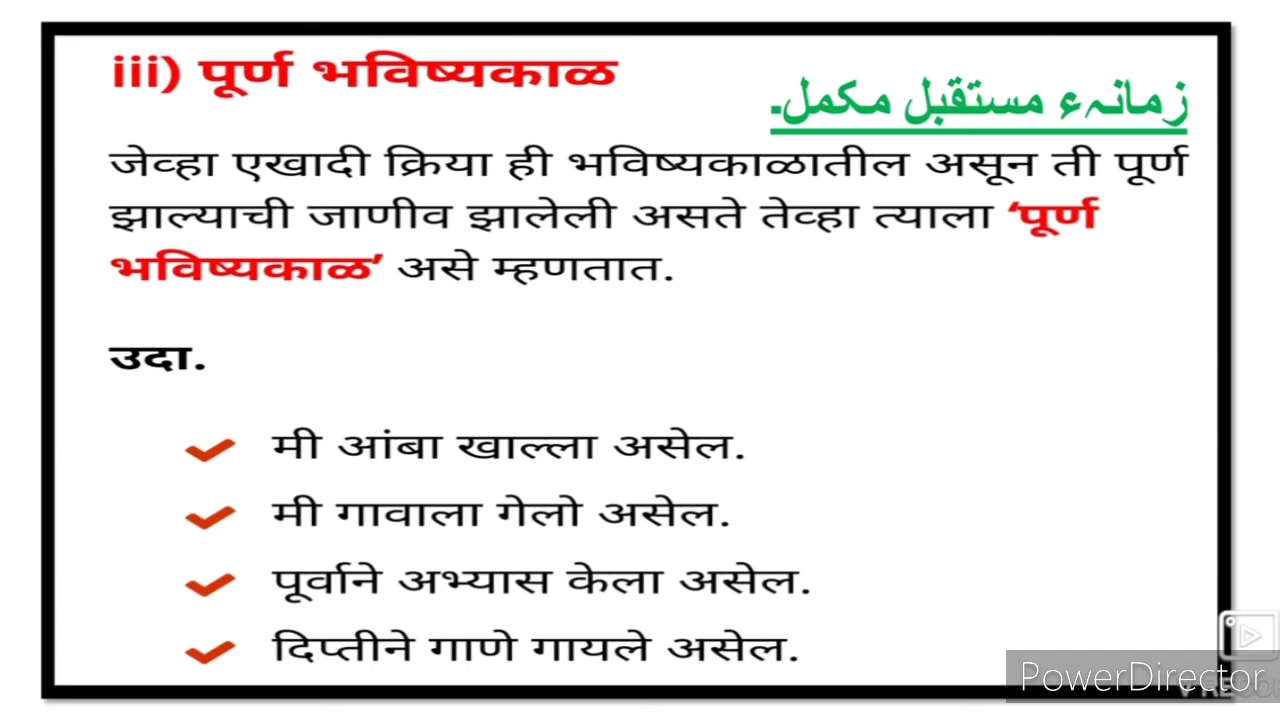 iii) पूर्ण भविष्यकाळ
زمانہء مستقبل مکمل۔
जेव्हा एखादी क्रिया ही भविष्यकाळातील असून ती पूर्ण
झाल्याची जाणीव झालेली असते तेव्हा त्याला ‘पूर्ण
भविष्यकाळ’ असे म्हणतात.
उदा.
मी आंबा खाल्ला असेल.
मी गावाला गेलो असेल.
पूर्वाने अभ्यास केला असेल.
दिप्तीने गाणे गायले असेल.
PowerDirector